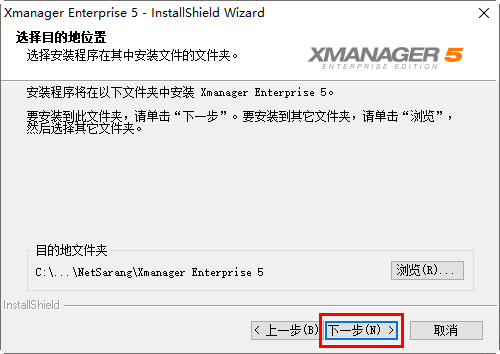 Xmanager Enterprise 5 - InstallShield Wizard
选择目的地位置
选择安装程序在其中安装文件的文件夹。
XMANAGER 5
ENTERPRISE EDITION
安装程序将在以下文件夹中安装 Xmanager Enterprise 5。
要安装到此文件夹，请单击“下一步”。要安装到其它文件夹，请单击“浏览”，
然后选择其它文件夹。
目的地文件夹
C:\...\NetSarang\Xmanager Enterprise 5
浏览(R)...
InstallShield
< 上一步(B)
下一步(N) >
取消